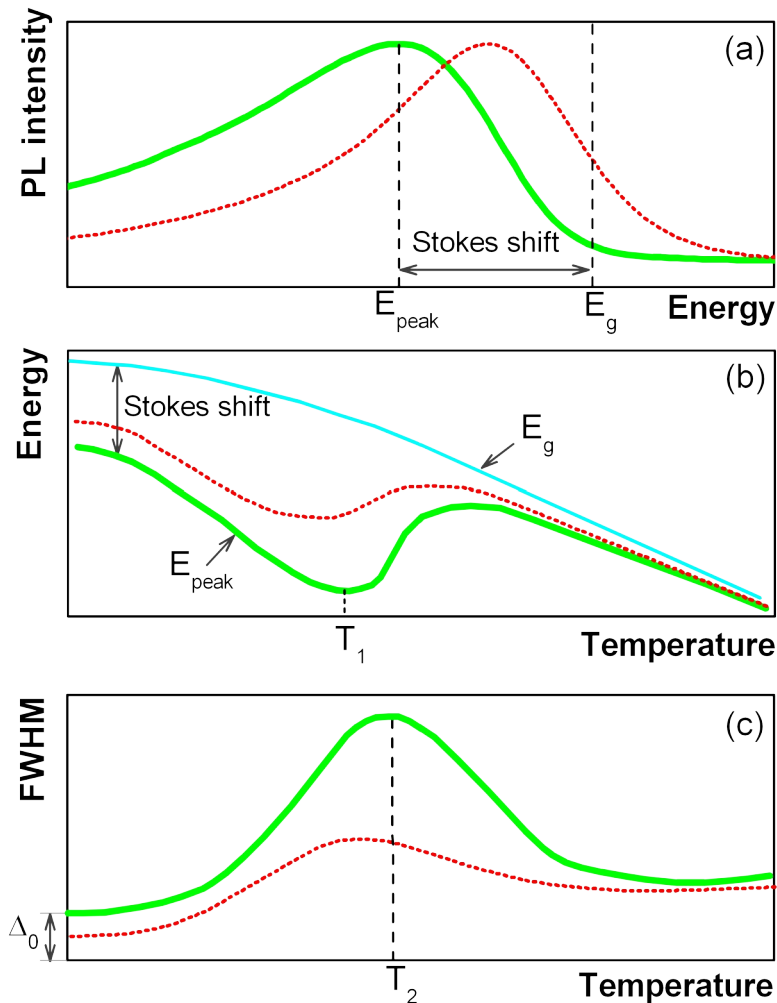 (a)
PL intensity
Stokes shift
E_peak
E_g
Energy
(b)
Energy
Stokes shift
E_g
E_peak
T_1
Temperature
(c)
FWHM
Δ_0
T_2
Temperature